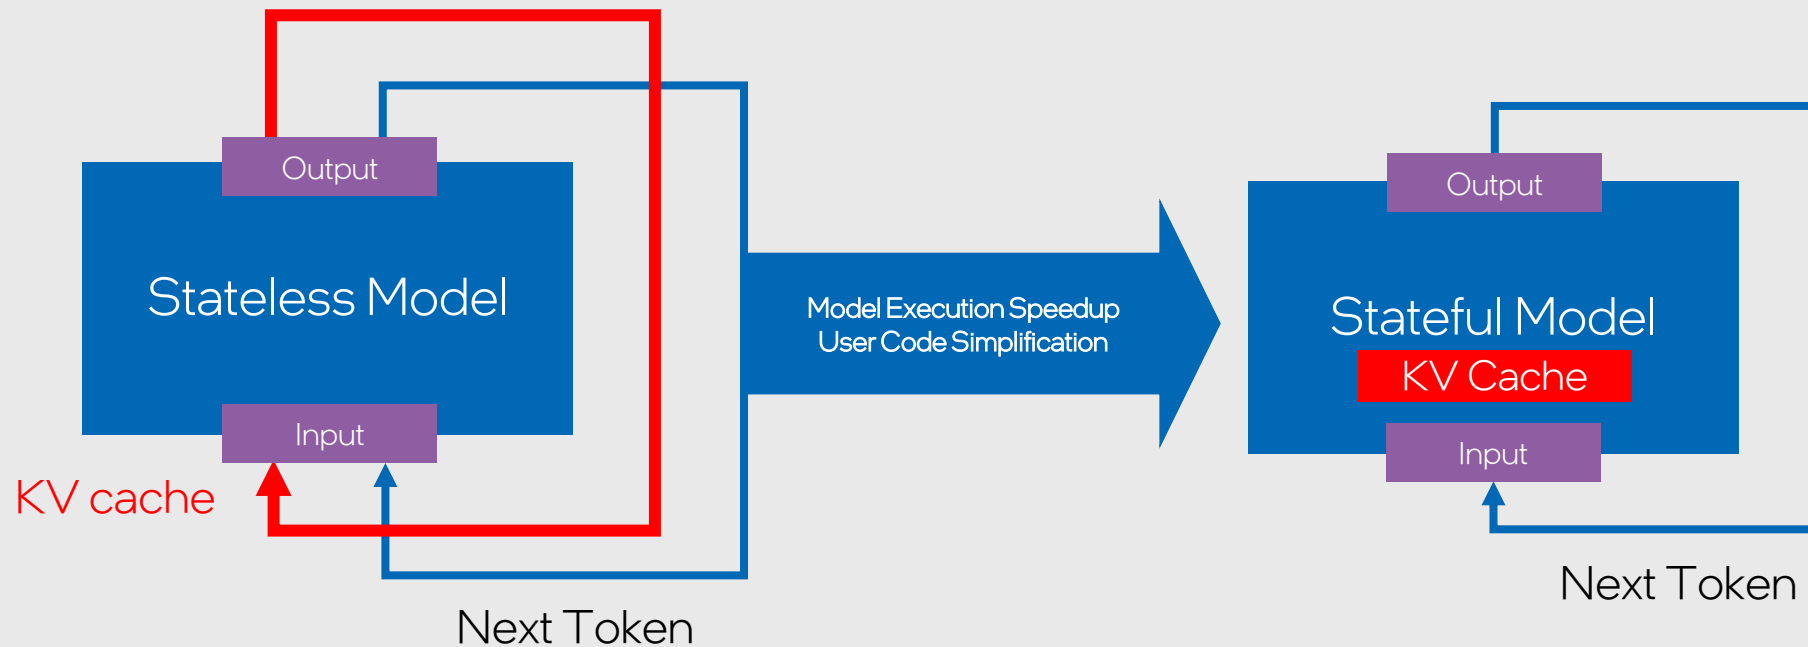 Output
Stateless Model
Input
KV cache
Next Token
Model Execution Speedup
User Code Simplification
Output
Stateful Model
KV Cache
Input
Next Token